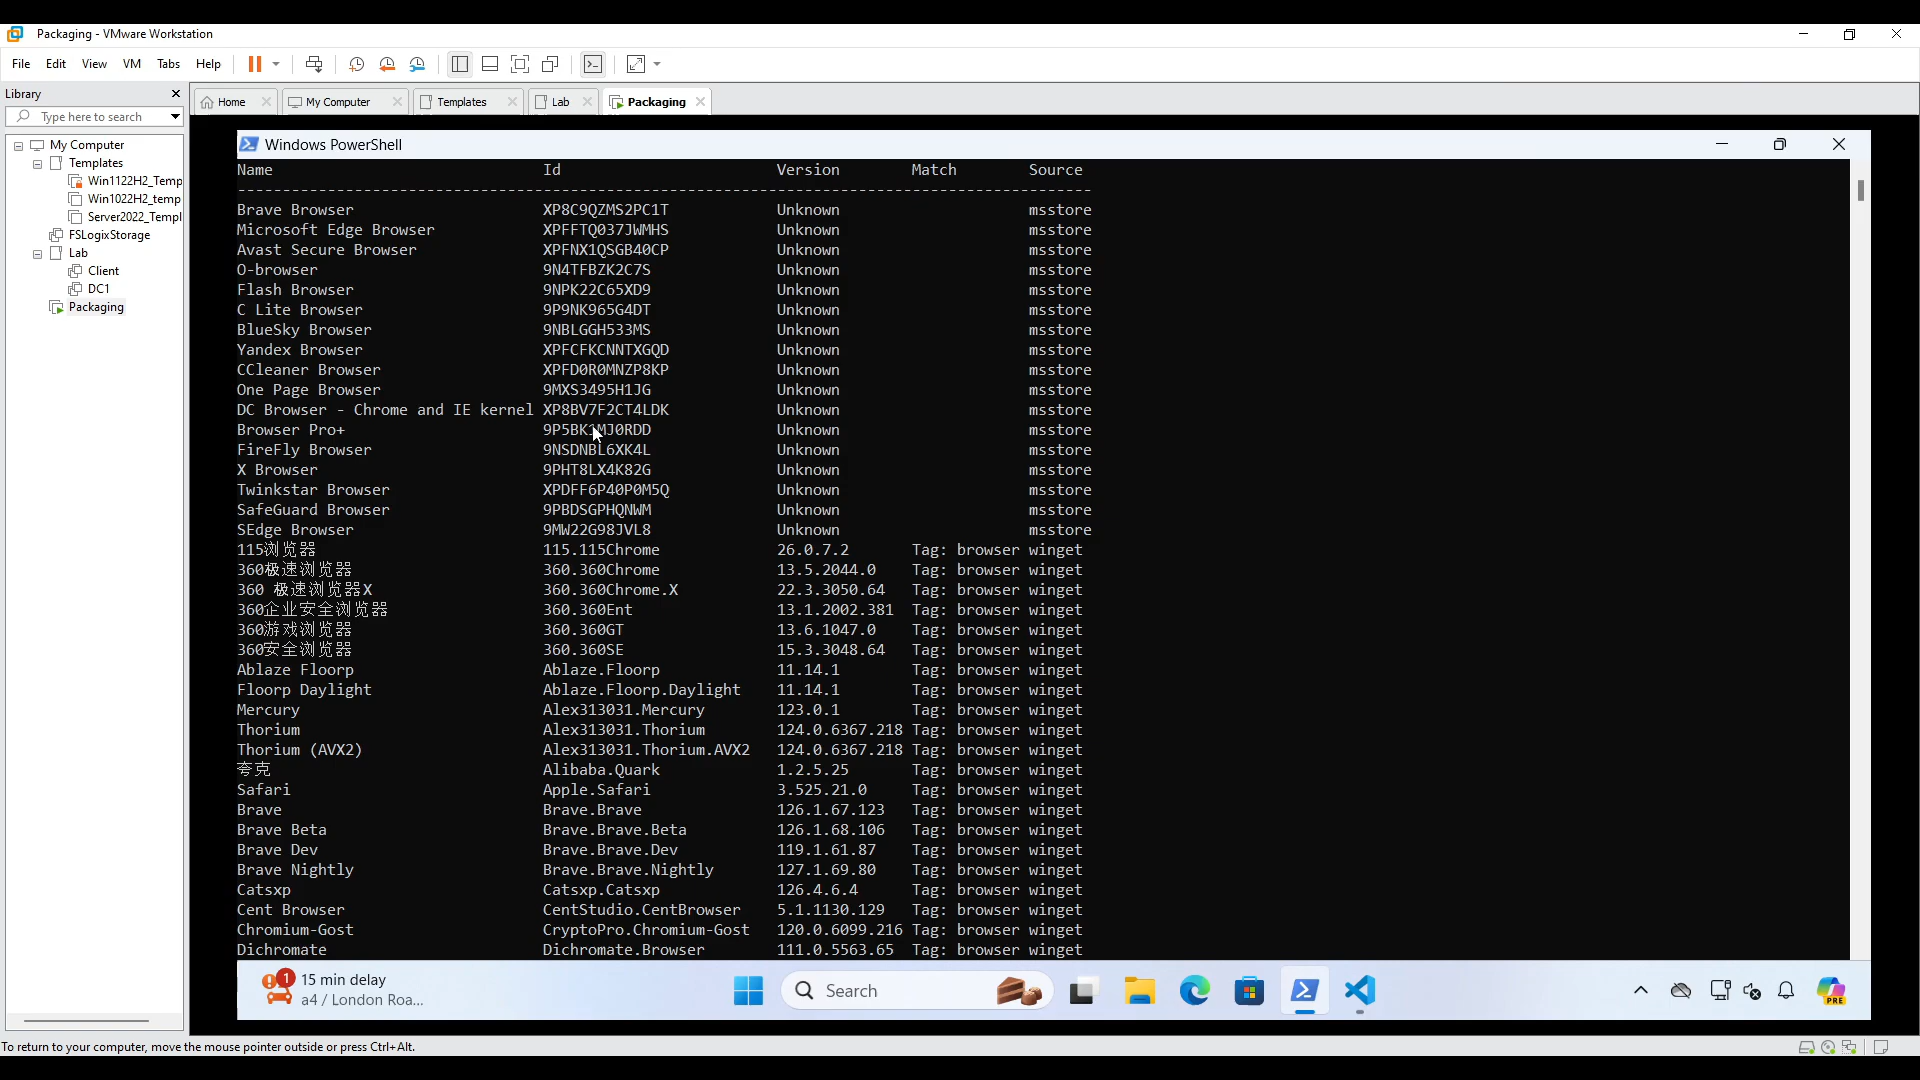 Packaging - VMware Workstation
File Edit View VM Tabs Help
Library
Type here to search
Home My Computer Templates Lab Packaging
My Computer
Templates
Win1122H2_Temp
Win1022H2_temp
Server2022_Templ
FSLogixStorage
Lab
Client
DC1
Packaging
Windows PowerShell
Name Id Version Match Source
-----------------------------------------------------------------------------------------------
Brave Browser XP8C9QZMS2PC1T Unknown msstore
Microsoft Edge Browser XPFFTQ037JWMHS Unknown msstore
Avast Secure Browser XPFNX1QSGB40CP Unknown msstore
O-browser 9N4TFBZK2C7S Unknown msstore
Flash Browser 9NPK22C65XD9 Unknown msstore
C Lite Browser 9P9NK965G4DT Unknown msstore
BlueSky Browser 9NBLGGH533MS Unknown msstore
Yandex Browser XPFCFKCNNTXGQD Unknown msstore
CCleaner Browser XPFD0R0MNZP8KP Unknown msstore
One Page Browser 9MXS3495H1JG Unknown msstore
DC Browser - Chrome and IE kernel XP8BV7F2CT4LDK Unknown msstore
Browser Pro+ 9P5BK1MJ0RDD Unknown msstore
FireFly Browser 9NSDNBL6XK4L Unknown msstore
X Browser 9PHT8LX4K82G Unknown msstore
Twinkstar Browser XPDFF6P40P0M5Q Unknown msstore
SafeGuard Browser 9PBDSGPHQNWM Unknown msstore
SEdge Browser 9MW22G98JVL8 Unknown msstore
115浏览器 115.115Chrome 26.0.7.2 Tag: browser winget
360极速浏览器 360.360Chrome 13.5.2044.0 Tag: browser winget
360 极速浏览器X 360.360Chrome.X 22.3.3050.64 Tag: browser winget
360企业安全浏览器 360.360Ent 13.1.2002.381 Tag: browser winget
360游戏浏览器 360.360GT 13.6.1047.0 Tag: browser winget
360安全浏览器 360.360SE 15.3.3048.64 Tag: browser winget
Ablaze Floorp Ablaze.Floorp 11.14.1 Tag: browser winget
Floorp Daylight Ablaze.Floorp.Daylight 11.14.1 Tag: browser winget
Mercury Alex313031.Mercury 123.0.1 Tag: browser winget
Thorium Alex313031.Thorium 124.0.6367.218 Tag: browser winget
Thorium (AVX2) Alex313031.Thorium.AVX2 124.0.6367.218 Tag: browser winget
夸克 Alibaba.Quark 1.2.5.25 Tag: browser winget
Safari Apple.Safari 3.525.21.0 Tag: browser winget
Brave Brave.Brave 126.1.67.123 Tag: browser winget
Brave Beta Brave.Brave.Beta 126.1.68.106 Tag: browser winget
Brave Dev Brave.Brave.Dev 119.1.61.87 Tag: browser winget
Brave Nightly Brave.Brave.Nightly 127.1.69.80 Tag: browser winget
Catsxp Catsxp.Catsxp 126.4.6.4 Tag: browser winget
Cent Browser CentStudio.CentBrowser 5.1.1130.129 Tag: browser winget
Chromium-Gost CryptoPro.Chromium-Gost 120.0.6099.216 Tag: browser winget
Dichromate Dichromate.Browser 111.0.5563.65 Tag: browser winget
1 15 min delay
a4 / London Roa...
Search
PRE
To return to your computer, move the mouse pointer outside or press Ctrl+Alt.